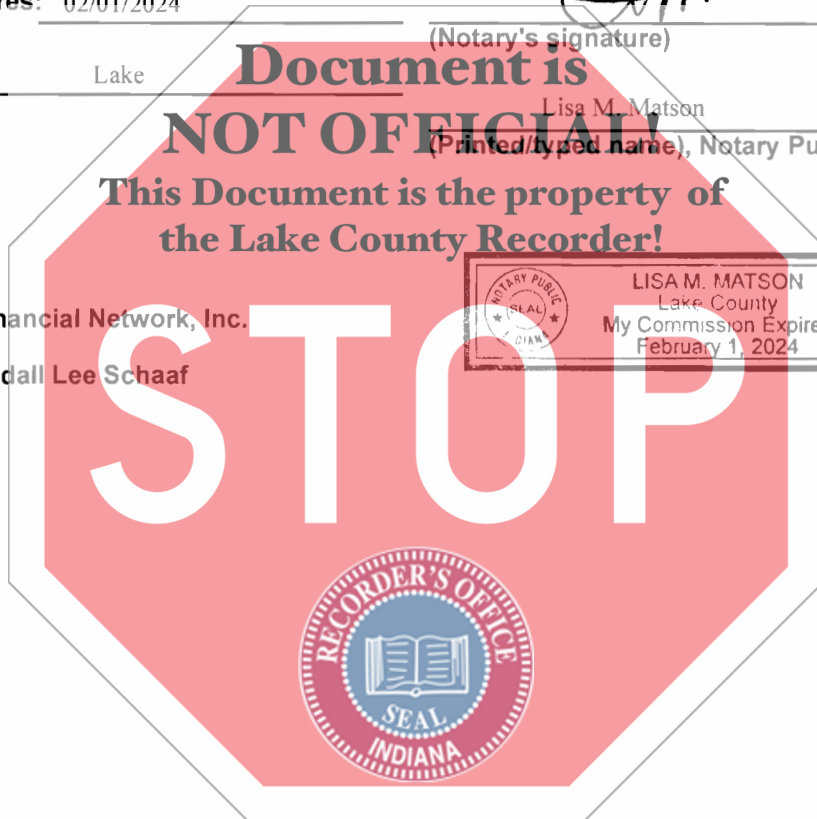 res: 02/01/2024
(Notary's signature)
Document is
Lake
Lisa M. Matson
NOT OFFICIAL!
(Printed/typed name), Notary Pu
This Document is the property of
the Lake County Recorder!
LISA M. MATSON
Lake County
My Commission Expire
February 1, 2024
NOTARY PUBLIC
SEAL
INDIANA
nancial Network, Inc.
dall Lee Schaaf
STOP
RECORDER'S OFFICE
SEAL
INDIANA